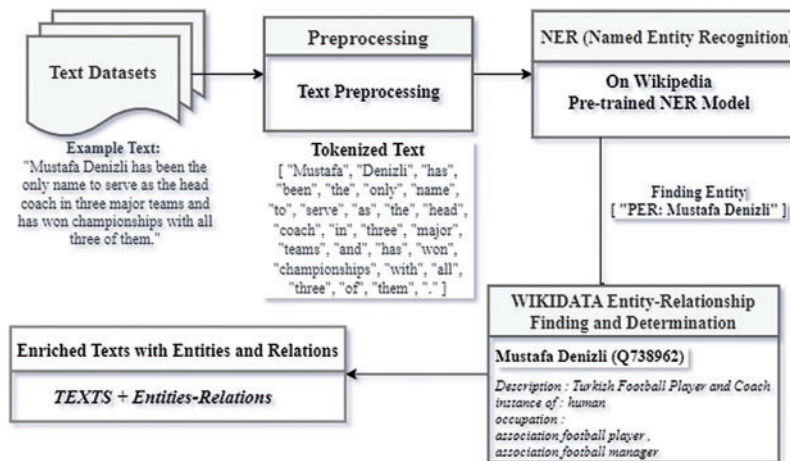 Text Datasets
Example Text:
"Mustafa Denizli has been the
only name to serve as the head
coach in three major teams and
has won championships with all
three of them."
Preprocessing
Text Preprocessing
Tokenized Text
[ "Mustafa", "Denizli", "has",
"been", "the", "only", "name",
"to", "serve", "as", "the", "head",
"coach", "in", "three", "major",
"teams", "and", "has", "won",
"championships", "with", "all",
"three", "of", "them", "." ]
NER (Named Entity Recognition)
On Wikipedia
Pre-trained NER Model
Finding Entity
[ "PER: Mustafa Denizli" ]
WIKIDATA Entity-Relationship
Finding and Determination
Mustafa Denizli (Q738962)
Description : Turkish Football Player and Coach
instance of : human
occupation :
association football player ,
association football manager
Enriched Texts with Entities and Relations
TEXTS + Entities-Relations